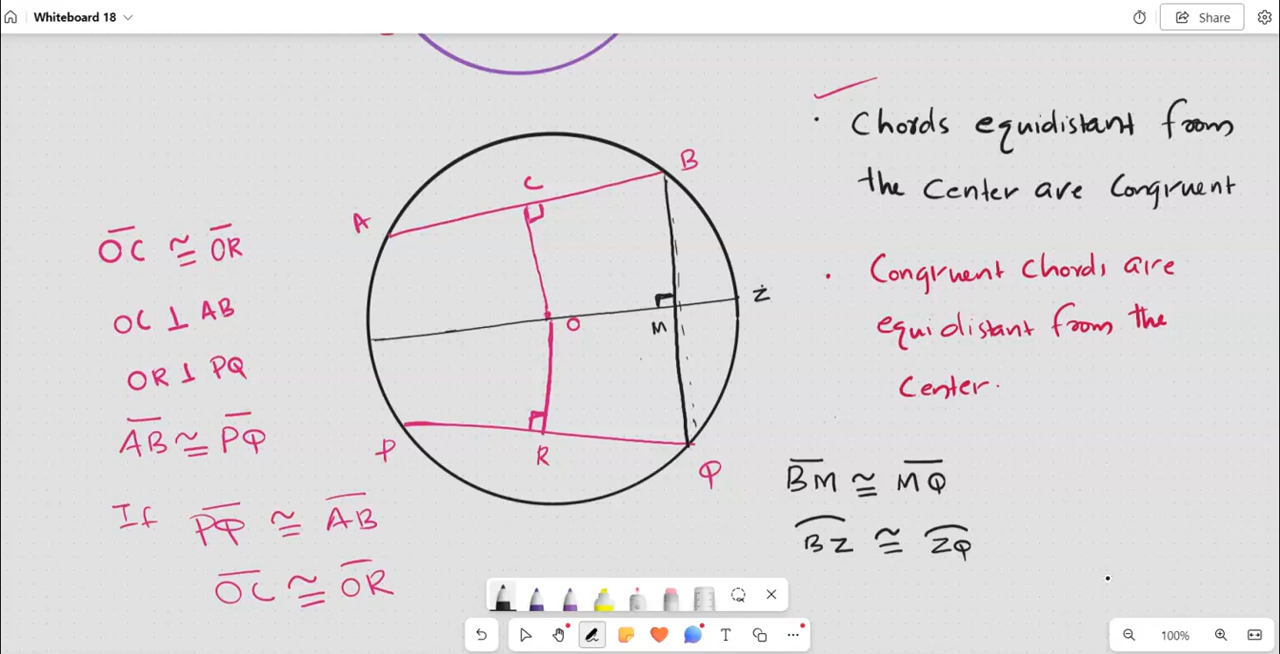 Whiteboard 18
Share
. Chords equidistant from
the Center are Congruent
. Congruent Chords are
equidistant from the
Center.
A
C
B
O
M
Z
P
R
Q
OC ≅ OR
OC ⊥ AB
OR ⊥ PQ
AB ≅ PQ
If PQ ≅ AB
OC ≅ OR
BM ≅ MQ
BZ ≅ ZQ
T
100%